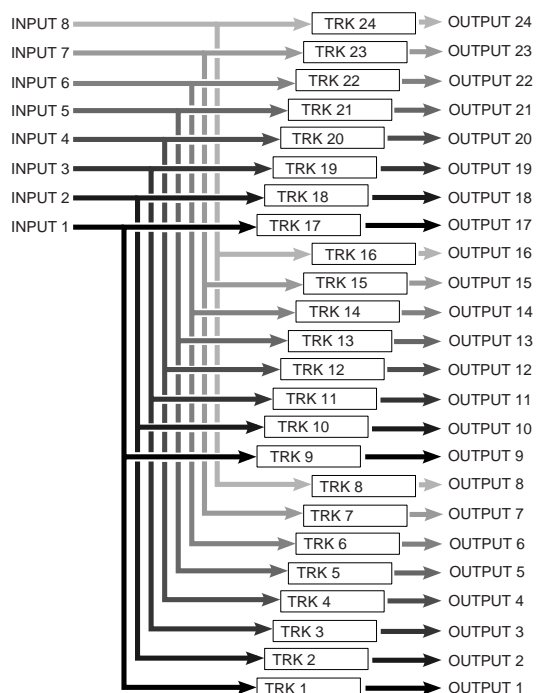 INPUT 8 TRK 24 OUTPUT 24
INPUT 7 TRK 23 OUTPUT 23
INPUT 6 TRK 22 OUTPUT 22
INPUT 5 TRK 21 OUTPUT 21
INPUT 4 TRK 20 OUTPUT 20
INPUT 3 TRK 19 OUTPUT 19
INPUT 2 TRK 18 OUTPUT 18
INPUT 1 TRK 17 OUTPUT 17
TRK 16 OUTPUT 16
TRK 15 OUTPUT 15
TRK 14 OUTPUT 14
TRK 13 OUTPUT 13
TRK 12 OUTPUT 12
TRK 11 OUTPUT 11
TRK 10 OUTPUT 10
TRK 9 OUTPUT 9
TRK 8 OUTPUT 8
TRK 7 OUTPUT 7
TRK 6 OUTPUT 6
TRK 5 OUTPUT 5
TRK 4 OUTPUT 4
TRK 3 OUTPUT 3
TRK 2 OUTPUT 2
TRK 1 OUTPUT 1